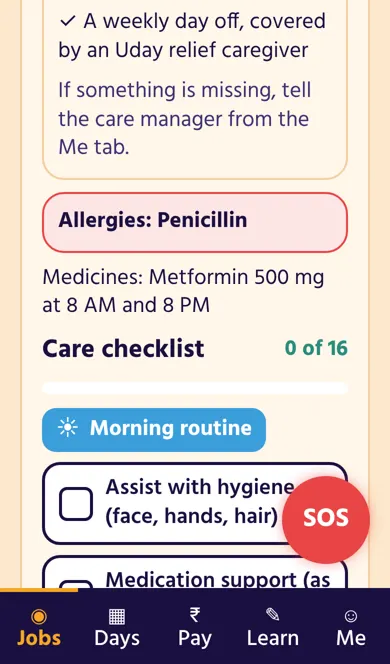 ✓ A weekly day off, covered
by an Uday relief caregiver
If something is missing, tell
the care manager from the
Me tab.
Allergies: Penicillin
Medicines: Metformin 500 mg
at 8 AM and 8 PM
Care checklist 0 of 16
☀ Morning routine
Assist with hygiene
(face, hands, hair)
SOS
Medication support (as
◉ ▦ ₹ ✎ ☺
Jobs Days Pay Learn Me